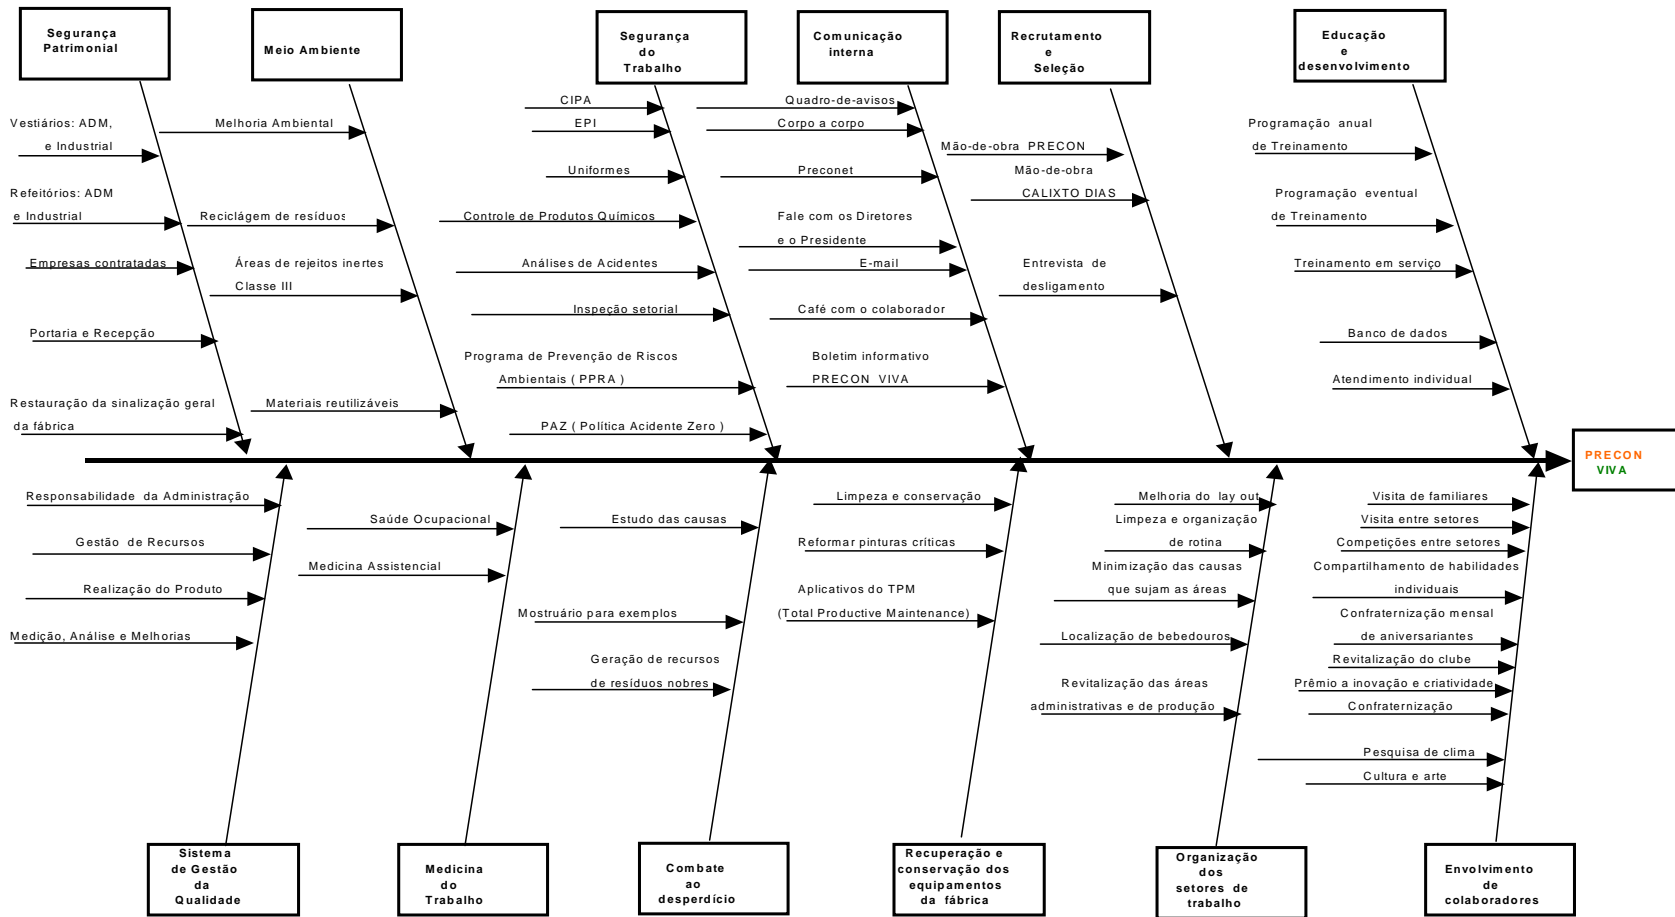 Segurança
Patrimonial
Meio Ambiente
Segurança
do
Trabalho
Comunicação
interna
Recrutamento
e
Seleção
Educação
e
desenvolvimento
Vestiários: ADM,
e Industrial
Refeitórios: ADM
e Industrial
Empresas contratadas
Portaria e Recepção
Restauração da sinalização geral
da fábrica
Melhoria Ambiental
Reciclágem de resíduos
Áreas de rejeitos inertes
Classe III
Materiais reutilizáveis
CIPA
EPI
Uniformes
Controle de Produtos Químicos
Análises de Acidentes
Inspeção setorial
Programa de Prevenção de Riscos
Ambientais ( PPRA )
PAZ ( Política Acidente Zero )
Quadro-de-avisos
Corpo a corpo
Preconet
Fale com os Diretores
e o Presidente
E-mail
Café com o colaborador
Boletim informativo
PRECON VIVA
Mão-de-obra PRECON
Mão-de-obra
CALIXTO DIAS
Entrevista de
desligamento
Programação anual
de Treinamento
Programação eventual
de Treinamento
Treinamento em serviço
Banco de dados
Atendimento individual
PRECON
VIVA
Responsabilidade da Administração
Gestão de Recursos
Realização do Produto
Medição, Análise e Melhorias
Saúde Ocupacional
Medicina Assistencial
Estudo das causas
Mostruário para exemplos
Geração de recursos
de resíduos nobres
Limpeza e conservação
Reformar pinturas críticas
Aplicativos do TPM
(Total Productive Maintenance)
Melhoria do lay out
Limpeza e organização
de rotina
Minimização das causas
que sujam as áreas
Localização de bebedouros
Revitalização das áreas
administrativas e de produção
Visita de familiares
Visita entre setores
Competições entre setores
Compartilhamento de habilidades
individuais
Confraternização mensal
de aniversariantes
Revitalização do clube
Prêmio a inovação e criatividade
Confraternização
Pesquisa de clima
Cultura e arte
Sistema
de Gestão
da
Qualidade
Medicina
do
Trabalho
Combate
ao
desperdício
Recuperação e
conservação dos
equipamentos
da fábrica
Organização
dos
setores de
trabalho
Envolvimento
de
colaboradores